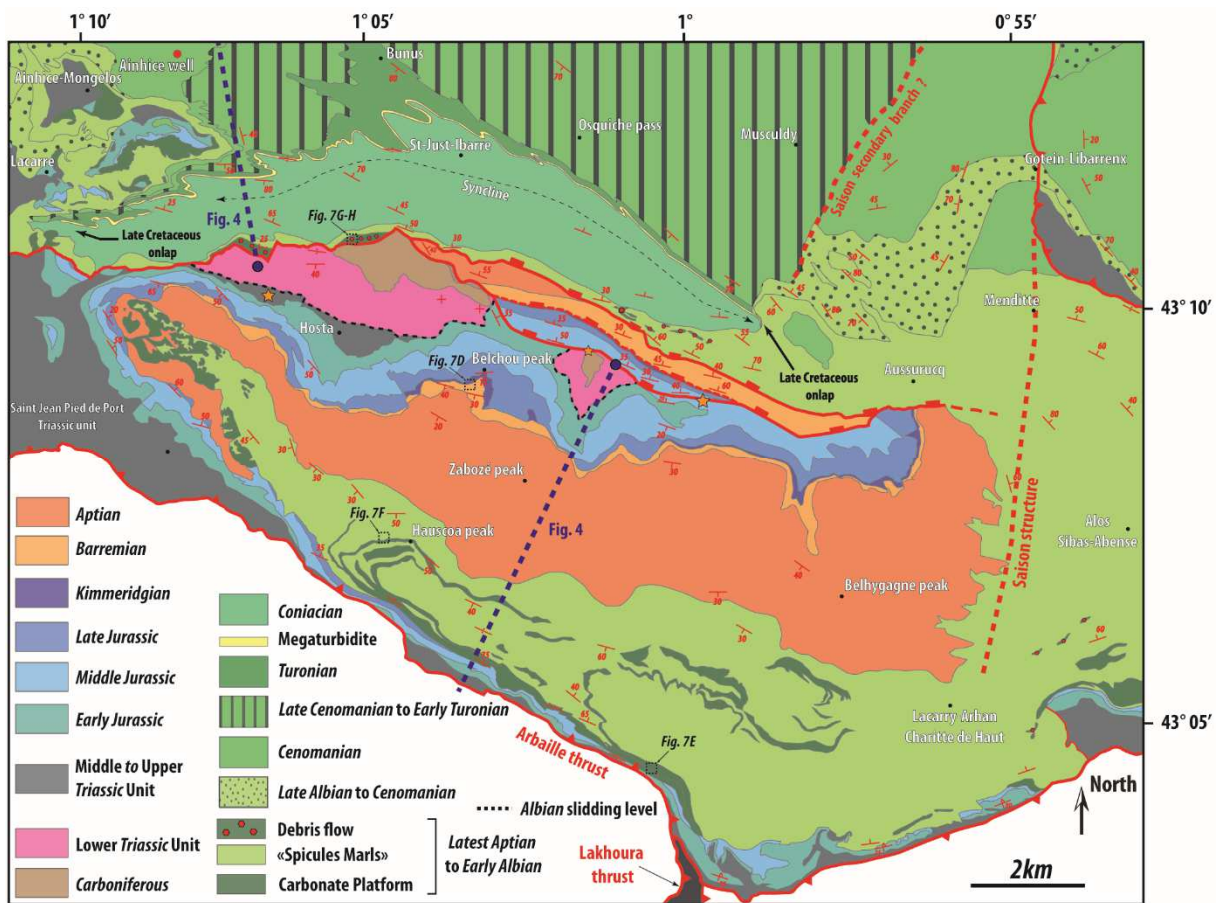 1° 10'
1° 05'
1°
0° 55'
Ainhice well
Ainhice-Mongelos
Bunus
Osquiche pass
Musculdy
Saison secondary branch ?
Gotein-Libarrenx
Lacarre
St-Just-Ibarre
Syncline
Fig. 4
Fig. 7G-H
Late Cretaceous
onlap
Menditte
43° 10'
Hosta
Belchou peak
Fig. 7D
Late Cretaceous
onlap
Aussurucq
Saint Jean Pied de Port
Triassic unit
Zabozé peak
Fig. 7F
Hauscoa peak
Fig. 4
Alos
Sibas-Abense
Saison structure
Belhygagne peak
Lacarry Arhan
Charitte de Haut
43° 05'
Fig. 7E
Arbaille thrust
Lakhoura
thrust
North
2km
Aptian
Barremian
Kimmeridgian
Late Jurassic
Middle Jurassic
Early Jurassic
Middle to Upper
Triassic Unit
Lower Triassic Unit
Carboniferous
Coniacian
Megaturbidite
Turonian
Late Cenomanian to Early Turonian
Cenomanian
Late Albian to Cenomanian
Debris flow
«Spicules Marls»
Carbonate Platform
Latest Aptian
to Early Albian
Albian slidding level